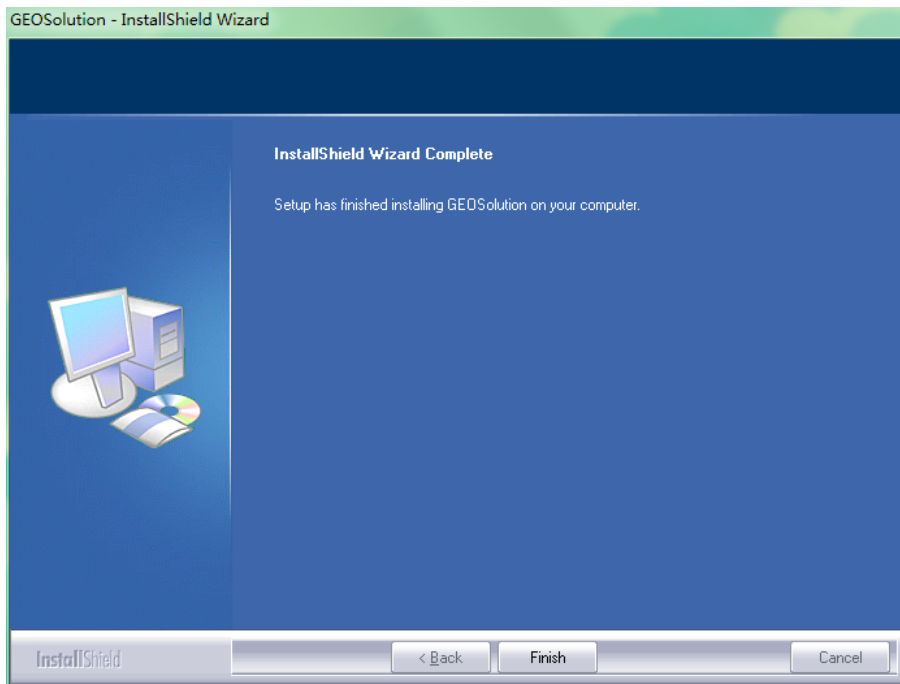 GEOSolution - InstallShield Wizard
InstallShield Wizard Complete
Setup has finished installing GEOSolution on your computer.
InstallShield
< Back
Finish
Cancel